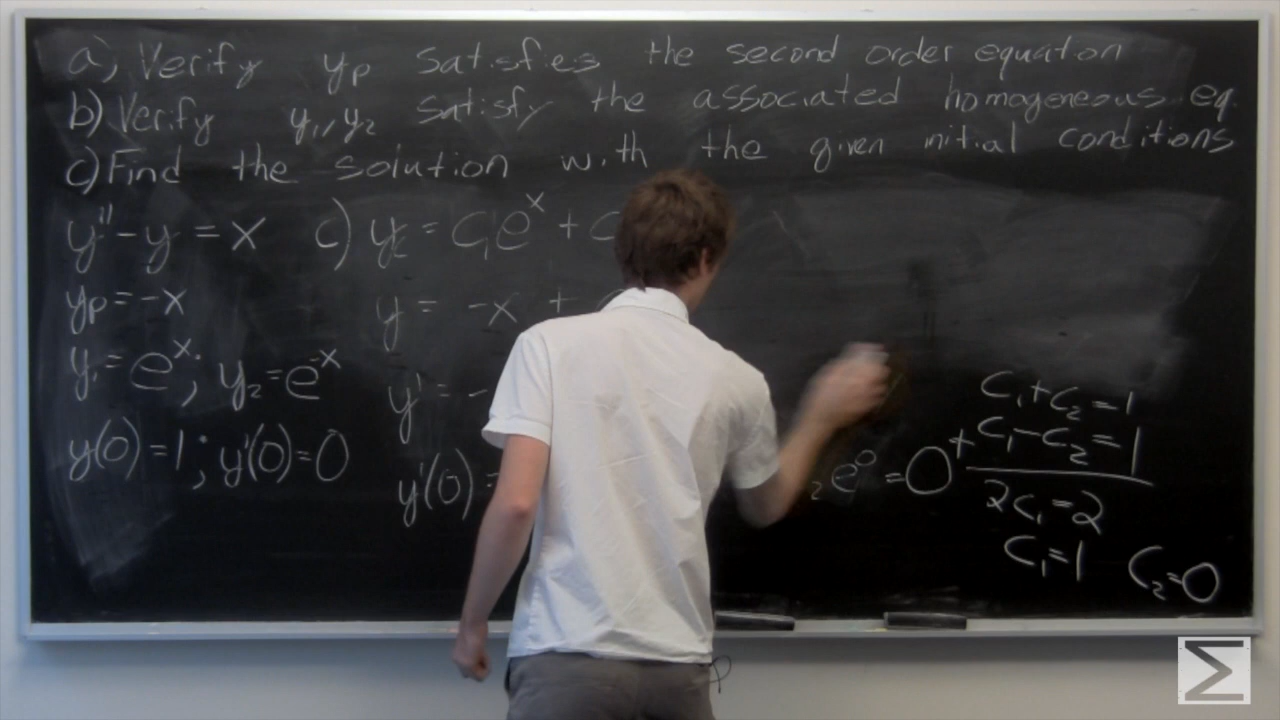 a) Verify yp satisfies the second order equation
b) Verify y1, y2 satisfy the associated homogeneous eq.
c) Find the solution with the given initial conditions
y'' - y = x
yp = -x
y1 = e^x; y2 = e^-x
y(0) = 1; y'(0) = 0
c) yc = c1e^x + c
y = -x +
y' = -
y'(0) =
2e^0 = 0
c1 + c2 = 1
+ c1 - c2 = 1
2c1 = 2
c1 = 1 c2 = 0
Σ